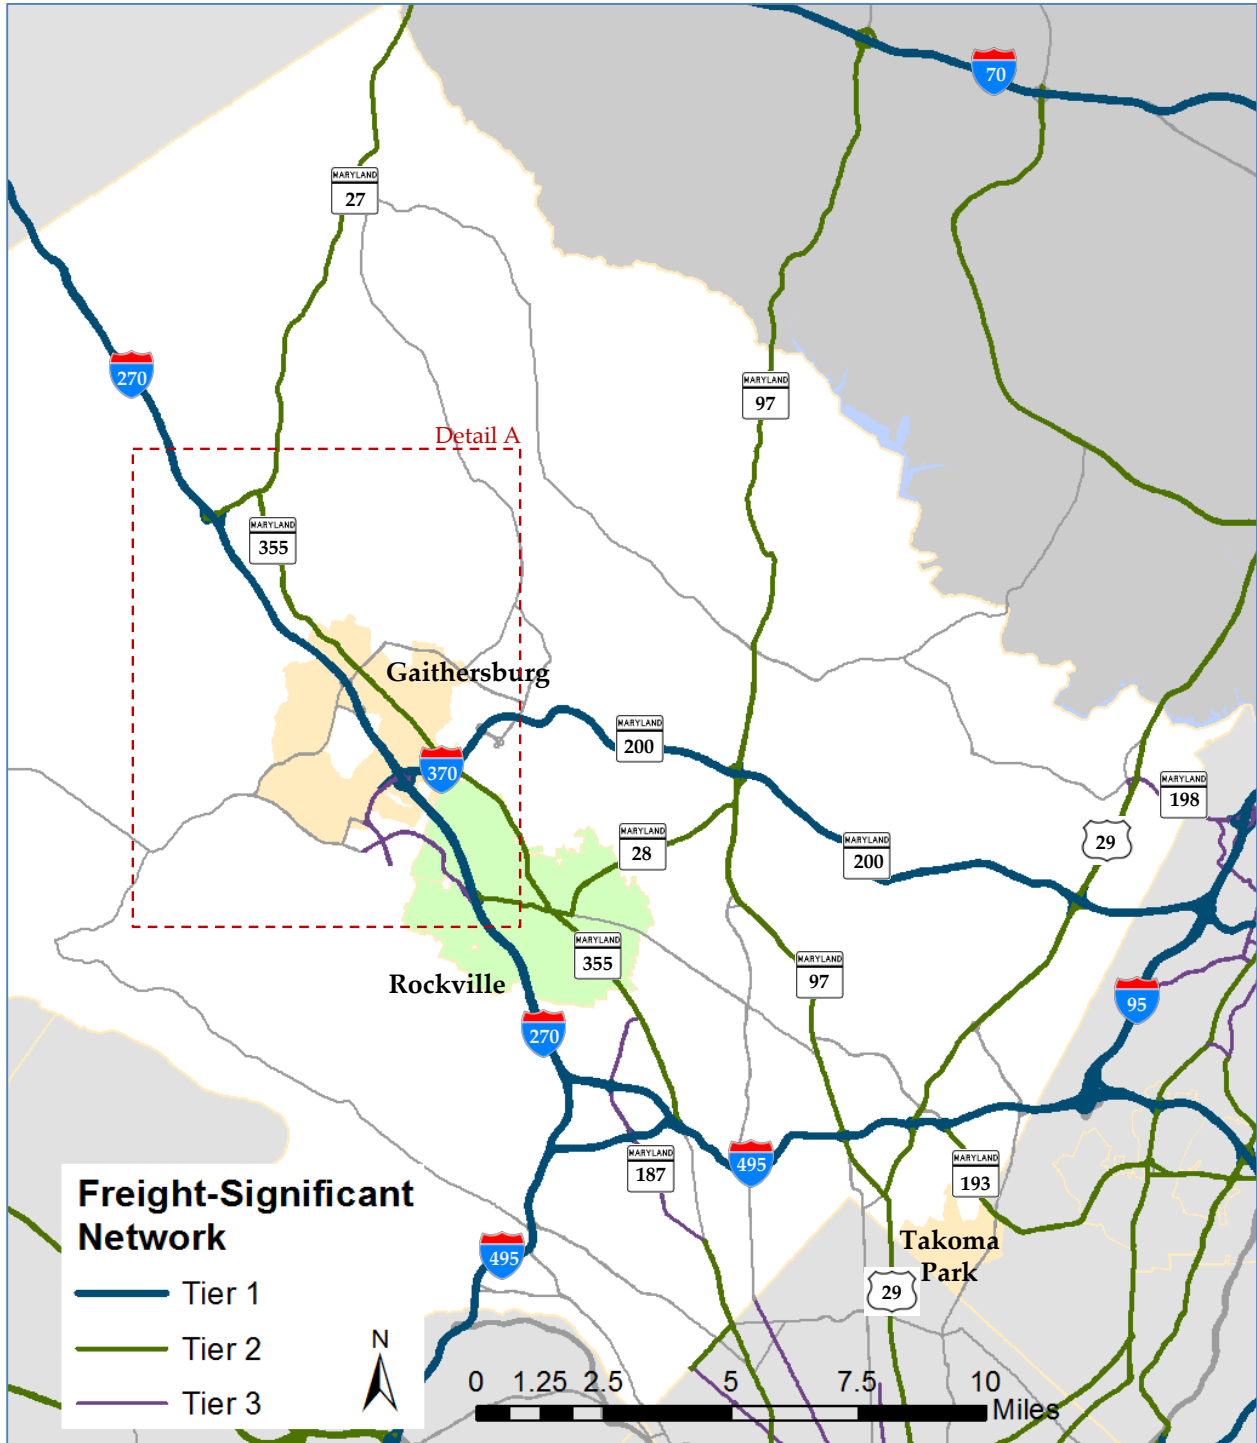 70
MARYLAND
27
270
MARYLAND
97
Detail A
MARYLAND
355
Gaithersburg
MARYLAND
200
370
MARYLAND
198
MARYLAND
28
MARYLAND
200
29
MARYLAND
355
MARYLAND
97
Rockville
95
270
MARYLAND
187
495
MARYLAND
193
Takoma
Park
495
29
Freight-Significant
Network
Tier 1
Tier 2
Tier 3
N
0 1.25 2.5 5 7.5 10
Miles